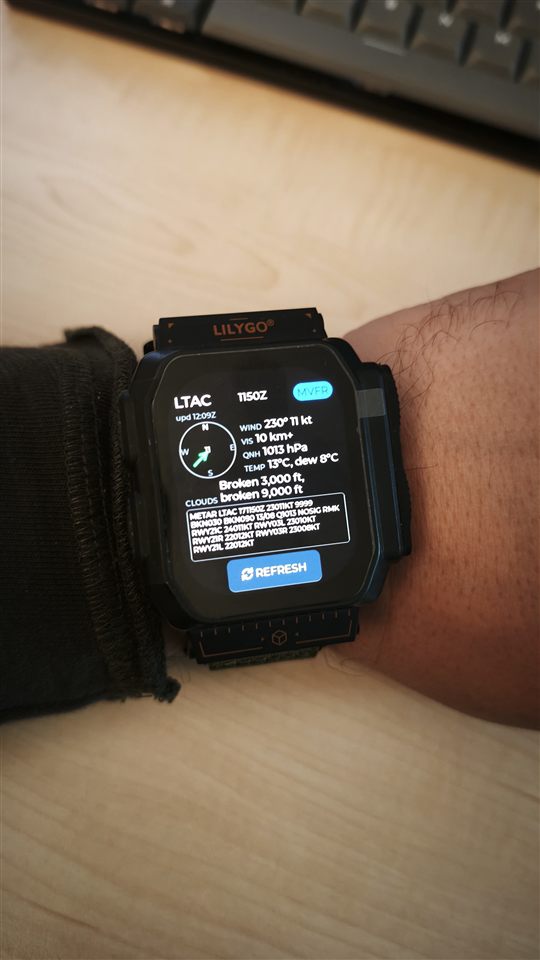 LILYGO®
LTAC 1150Z MVFR
upd 12:09Z
N
W E
S
11
WIND 230° 11 kt
VIS 10 km+
QNH 1013 hPa
TEMP 13°C, dew 8°C
Broken 3,000 ft,
CLOUDS broken 9,000 ft
METAR LTAC 171150Z 23011KT 9999
BKN030 BKN090 13/08 Q1013 NOSIG RMK
RWY21C 24011KT RWY03L 23010KT
RWY21R 22012KT RWY03R 23008KT
RWY21L 22012KT
REFRESH